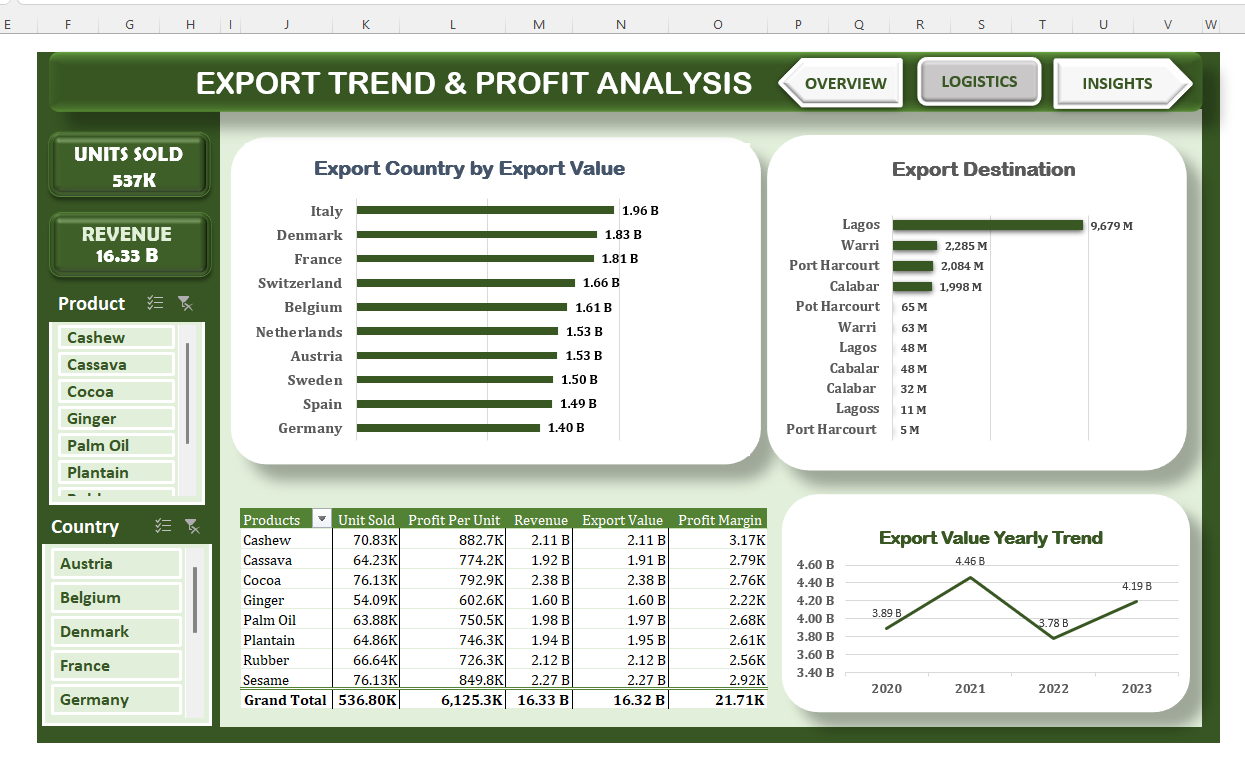 E F G H I J K L M N O P Q R S T U V W
EXPORT TREND & PROFIT ANALYSIS
OVERVIEW
LOGISTICS
INSIGHTS
UNITS SOLD
537K
REVENUE
16.33 B
Product
Cashew
Cassava
Cocoa
Ginger
Palm Oil
Plantain
Country
Austria
Belgium
Denmark
France
Germany
Export Country by Export Value
Italy 1.96 B
Denmark 1.83 B
France 1.81 B
Switzerland 1.66 B
Belgium 1.61 B
Netherlands 1.53 B
Austria 1.53 B
Sweden 1.50 B
Spain 1.49 B
Germany 1.40 B
Export Destination
Lagos 9,679 M
Warri 2,285 M
Port Harcourt 2,084 M
Calabar 1,998 M
Pot Harcourt 65 M
Warri 63 M
Lagos 48 M
Cabalar 48 M
Calabar 32 M
Lagoss 11 M
Port Harcourt 5 M
Products Unit Sold Profit Per Unit Revenue Export Value Profit Margin
Cashew 70.83K 882.7K 2.11 B 2.11 B 3.17K
Cassava 64.23K 774.2K 1.92 B 1.91 B 2.79K
Cocoa 76.13K 792.9K 2.38 B 2.38 B 2.76K
Ginger 54.09K 602.6K 1.60 B 1.60 B 2.22K
Palm Oil 63.88K 750.5K 1.98 B 1.97 B 2.68K
Plantain 64.86K 746.3K 1.94 B 1.95 B 2.61K
Rubber 66.64K 726.3K 2.12 B 2.12 B 2.56K
Sesame 76.13K 849.8K 2.27 B 2.27 B 2.92K
Grand Total 536.80K 6,125.3K 16.33 B 16.32 B 21.71K
Export Value Yearly Trend
4.60 B
4.40 B
4.20 B
4.00 B
3.80 B
3.60 B
3.40 B
3.89 B
4.46 B
3.78 B
4.19 B
2020 2021 2022 2023